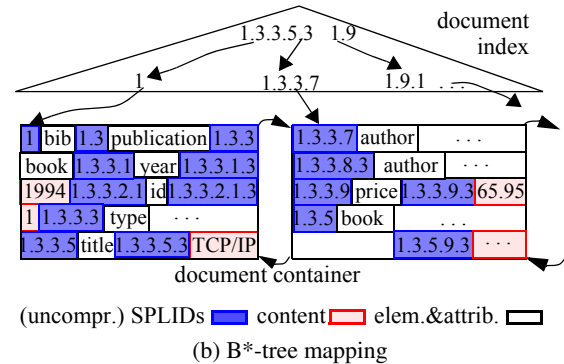 document
index
1.3.3.5.3 1.9
1 1.3.3.7 1.9.1 . . .
1 bib 1.3 publication 1.3.3
book 1.3.3.1 year 1.3.3.1.3
1994 1.3.3.2.1 id 1.3.3.2.1.3
1 1.3.3.3 type . . .
1.3.3.5 title 1.3.3.5.3 TCP/IP
1.3.3.7 author . . .
1.3.3.8.3 author . . .
1.3.3.9 price 1.3.3.9.3 65.95
1.3.5 book . . .
1.3.5.9.3 . . .
document container
(uncompr.) SPLIDs content elem.&attrib.
(b) B*-tree mapping